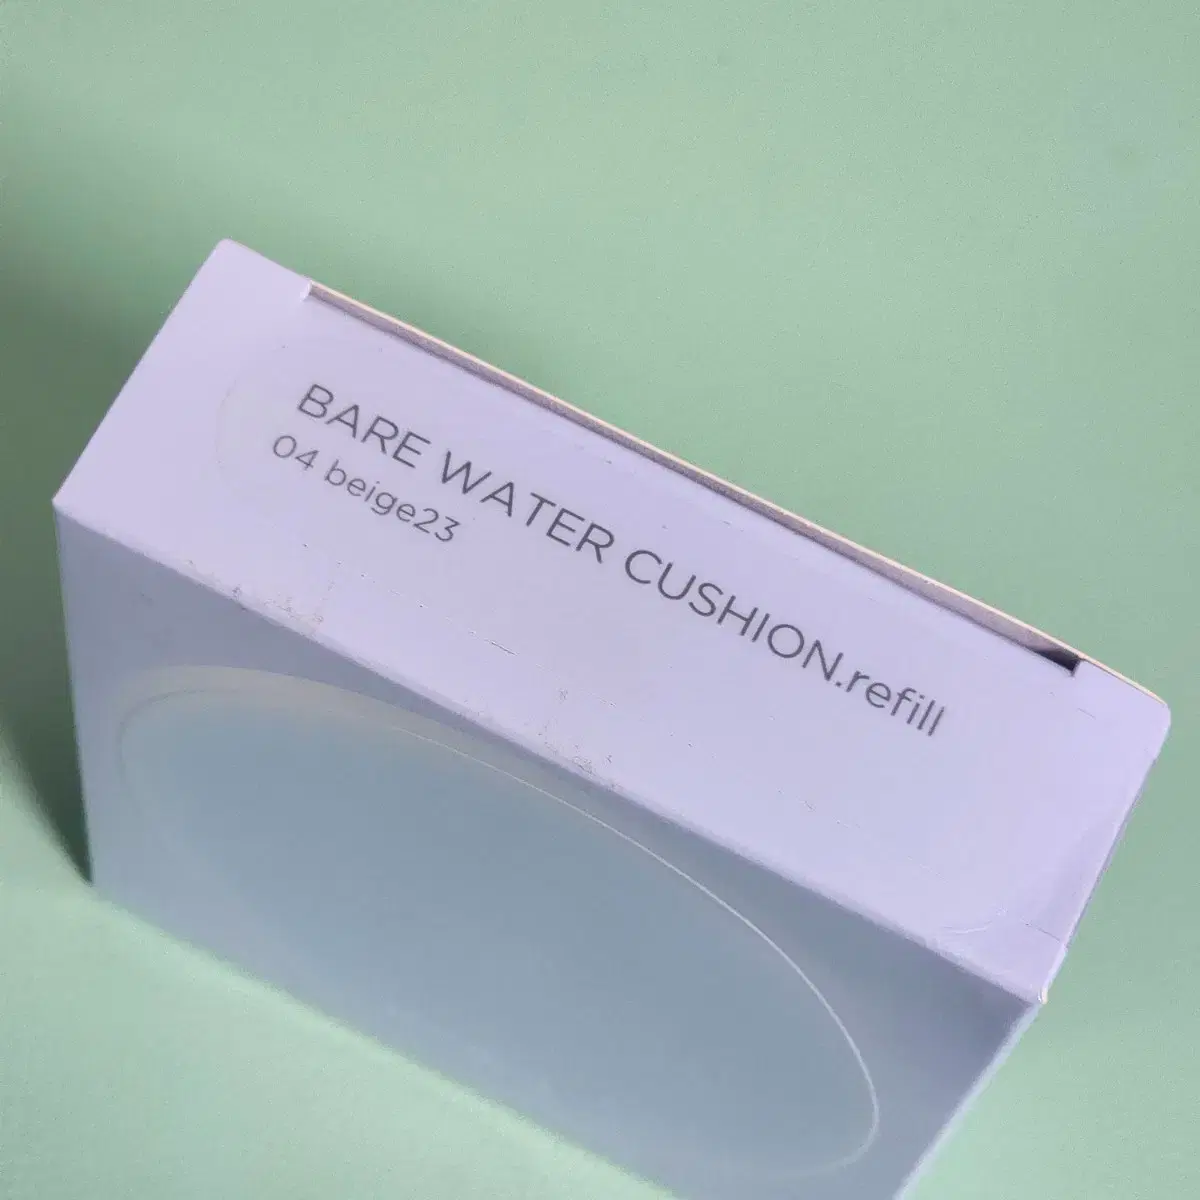 BARE WATER CUSHION.refill
04 beige23